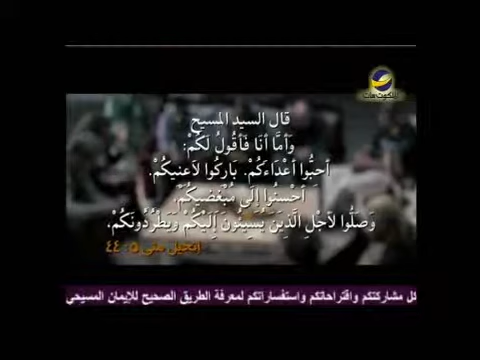 قال السيد المسيح
وَأَمَّا أَنَا فَأَقُولُ لَكُمْ:
أَحِبُّوا أَعْدَاءَكُمْ. بَارِكُوا لاَعِنِيكُمْ.
أَحْسِنُوا إِلَى مُبْغِضِيكُمْ،
وَصَلُّوا لأَجْلِ الَّذِينَ يُسِيئُونَ إِلَيْكُمْ وَيَطْرُدُونَكُمْ،
إنجيل متى ٥: ٤٤
كل مشاركتكم واقتراحاتكم واستفساراتكم لمعرفة الطريق الصحيح للإيمان المسيحي